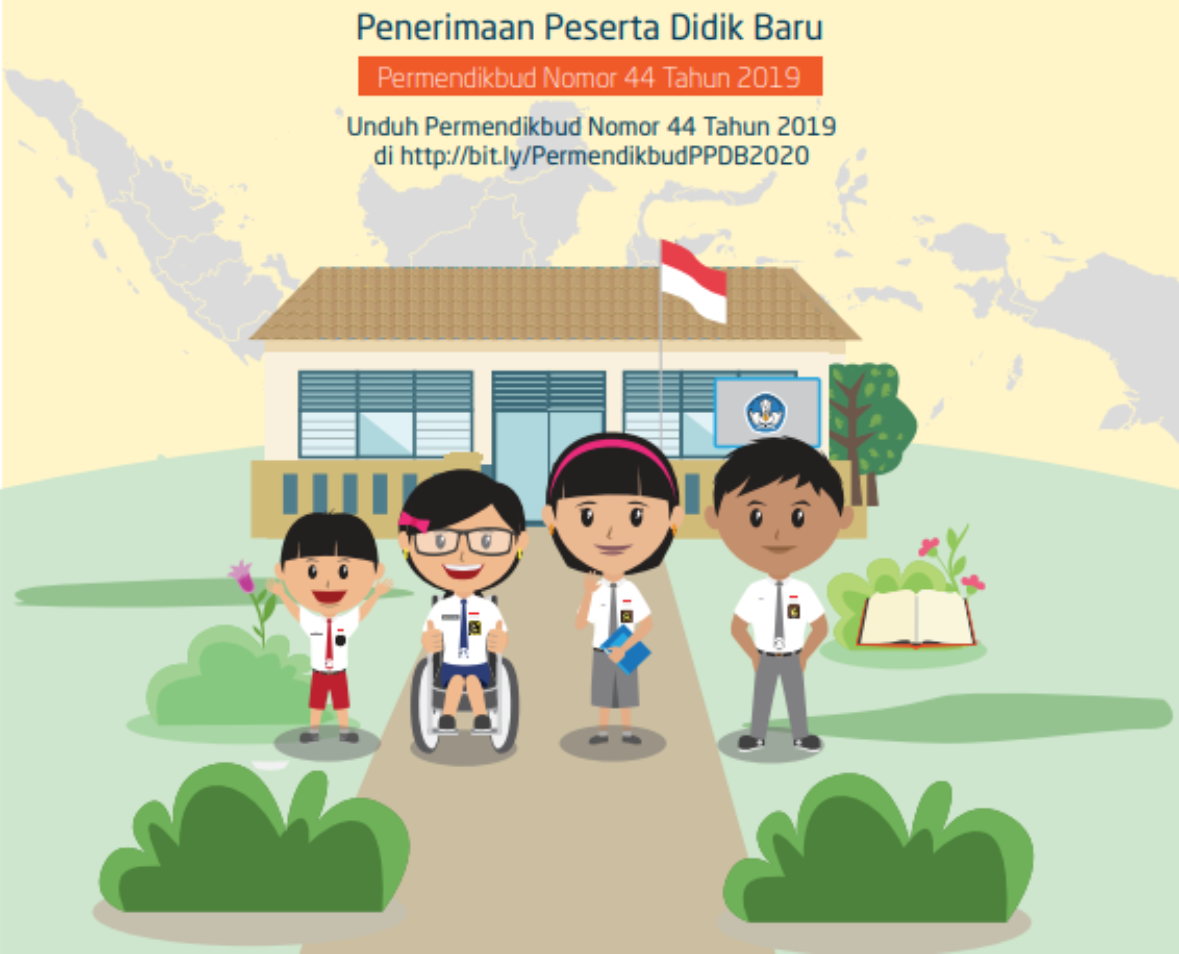 Penerimaan Peserta Didik Baru
Permendikbud Nomor 44 Tahun 2019
Unduh Permendikbud Nomor 44 Tahun 2019
di http://bit.ly/PermendikbudPPDB2020